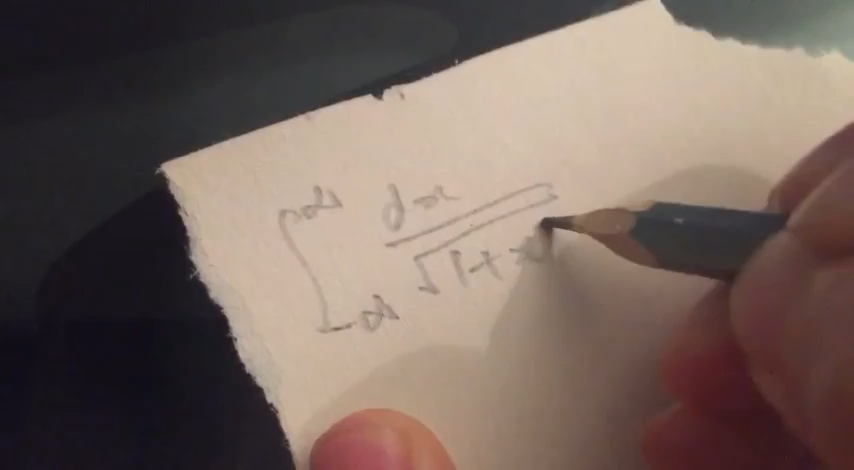 ∫_{-∞}^{∞} dx / √(1+x